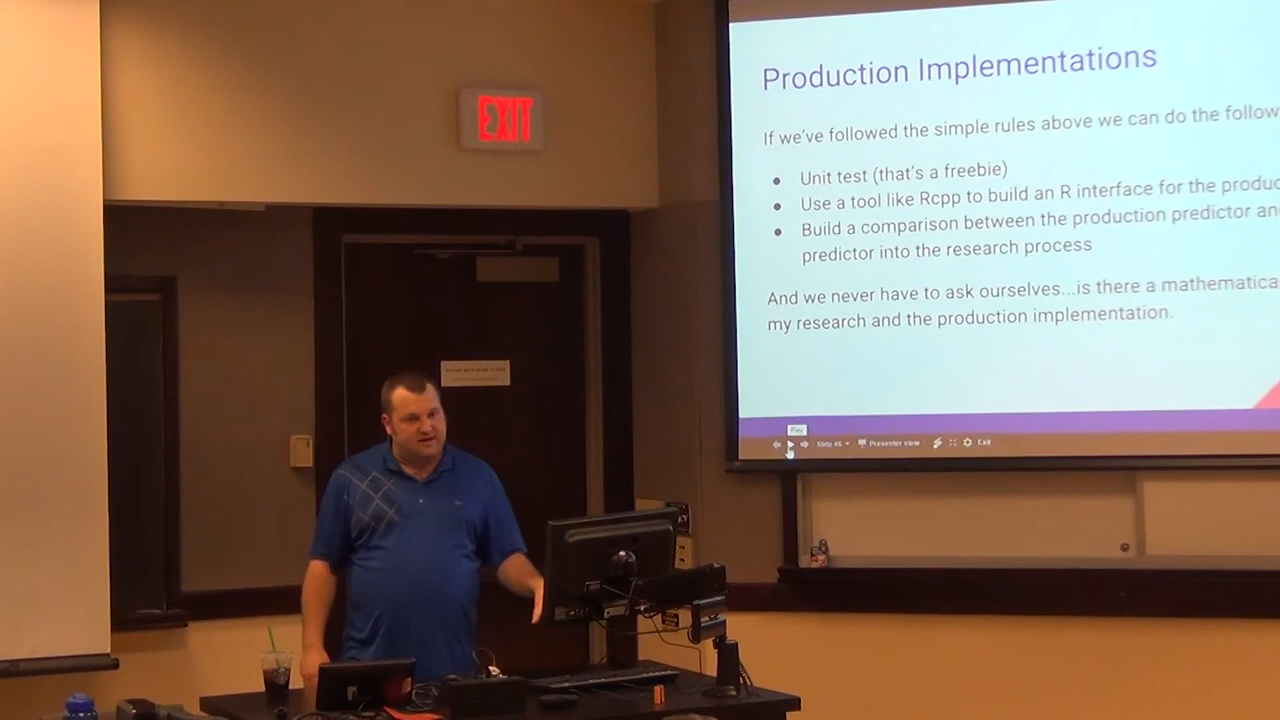 EXIT
Production Implementations
If we've followed the simple rules above we can do the follow
● Unit test (that's a freebie)
● Use a tool like Rcpp to build an R interface for the produc
● Build a comparison between the production predictor an
predictor into the research process
And we never have to ask ourselves...is there a mathematica
my research and the production implementation.
Play
Slide 46 Presenter view Exit